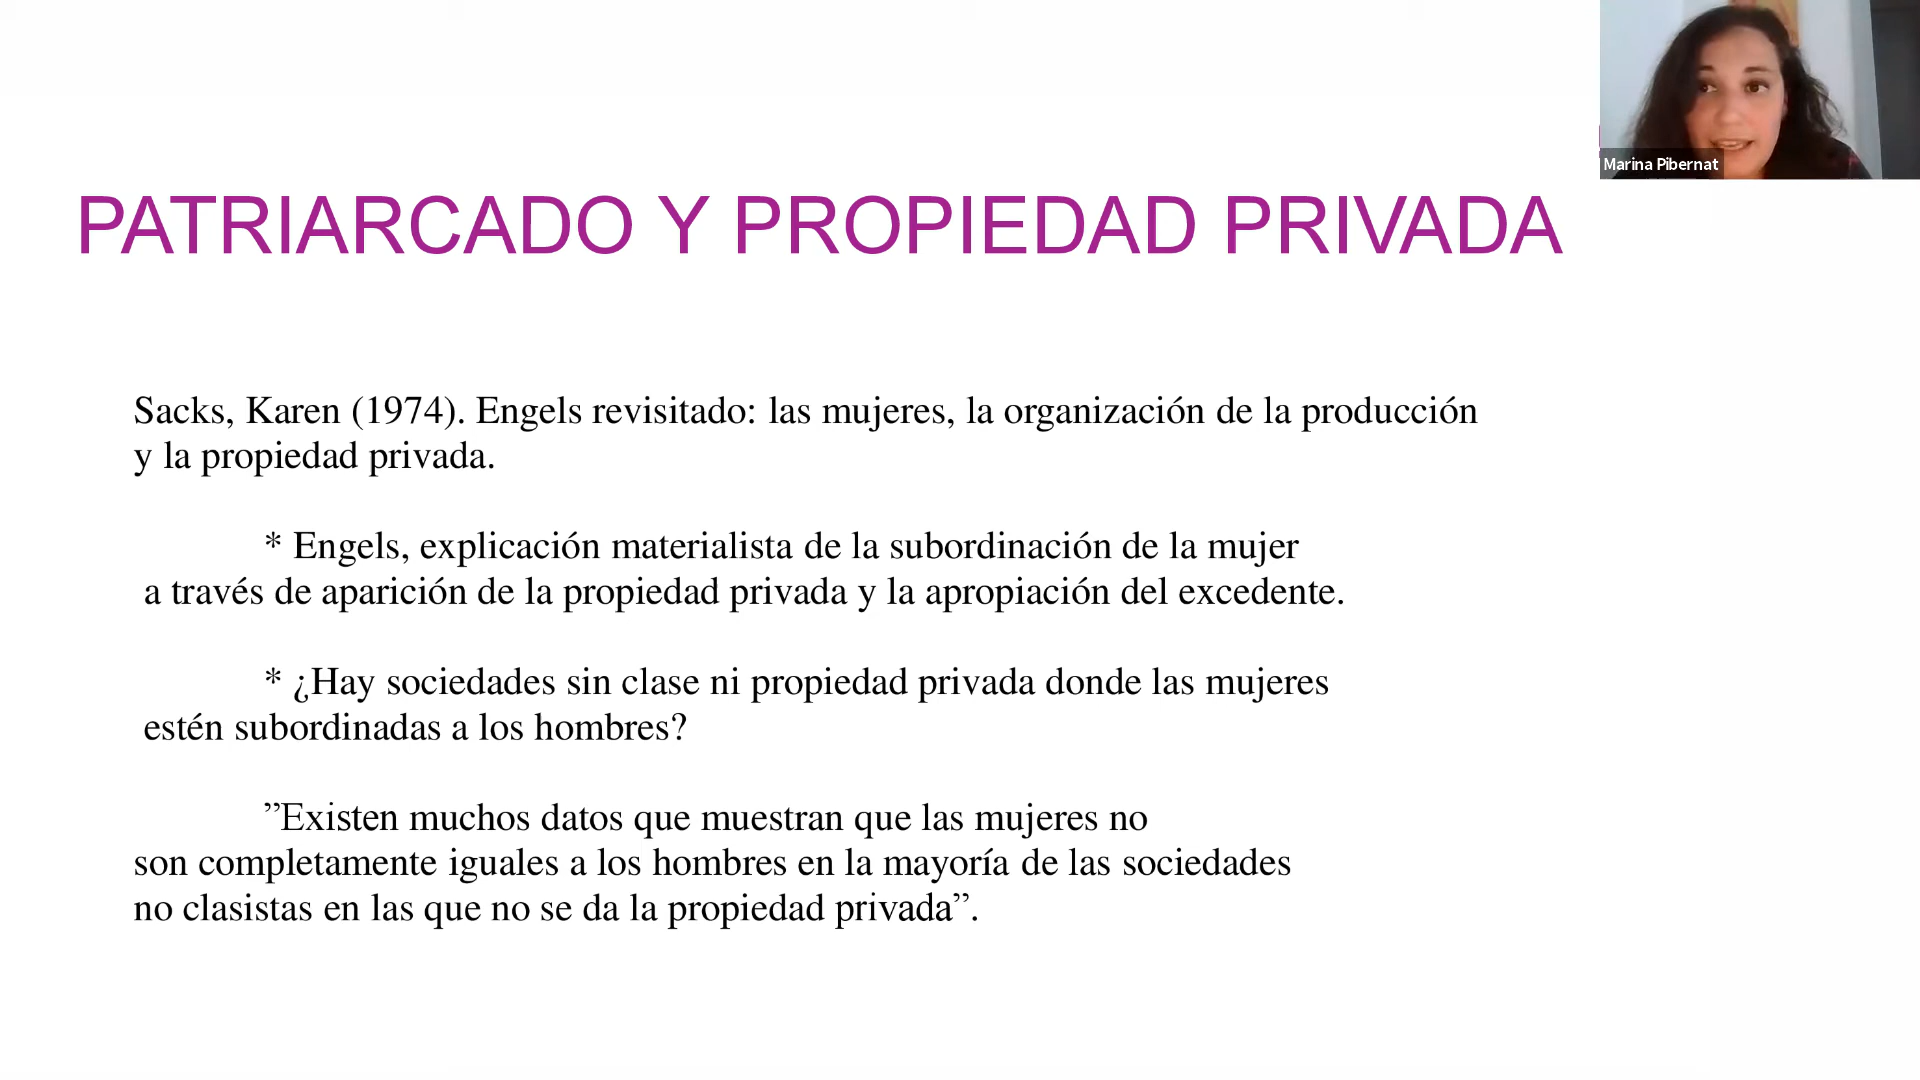 Marina Pibernat
PATRIARCADO Y PROPIEDAD PRIVADA
Sacks, Karen (1974). Engels revisitado: las mujeres, la organización de la producción
y la propiedad privada.
* Engels, explicación materialista de la subordinación de la mujer
a través de aparición de la propiedad privada y la apropiación del excedente.
* ¿Hay sociedades sin clase ni propiedad privada donde las mujeres
estén subordinadas a los hombres?
”Existen muchos datos que muestran que las mujeres no
son completamente iguales a los hombres en la mayoría de las sociedades
no clasistas en las que no se da la propiedad privada”.